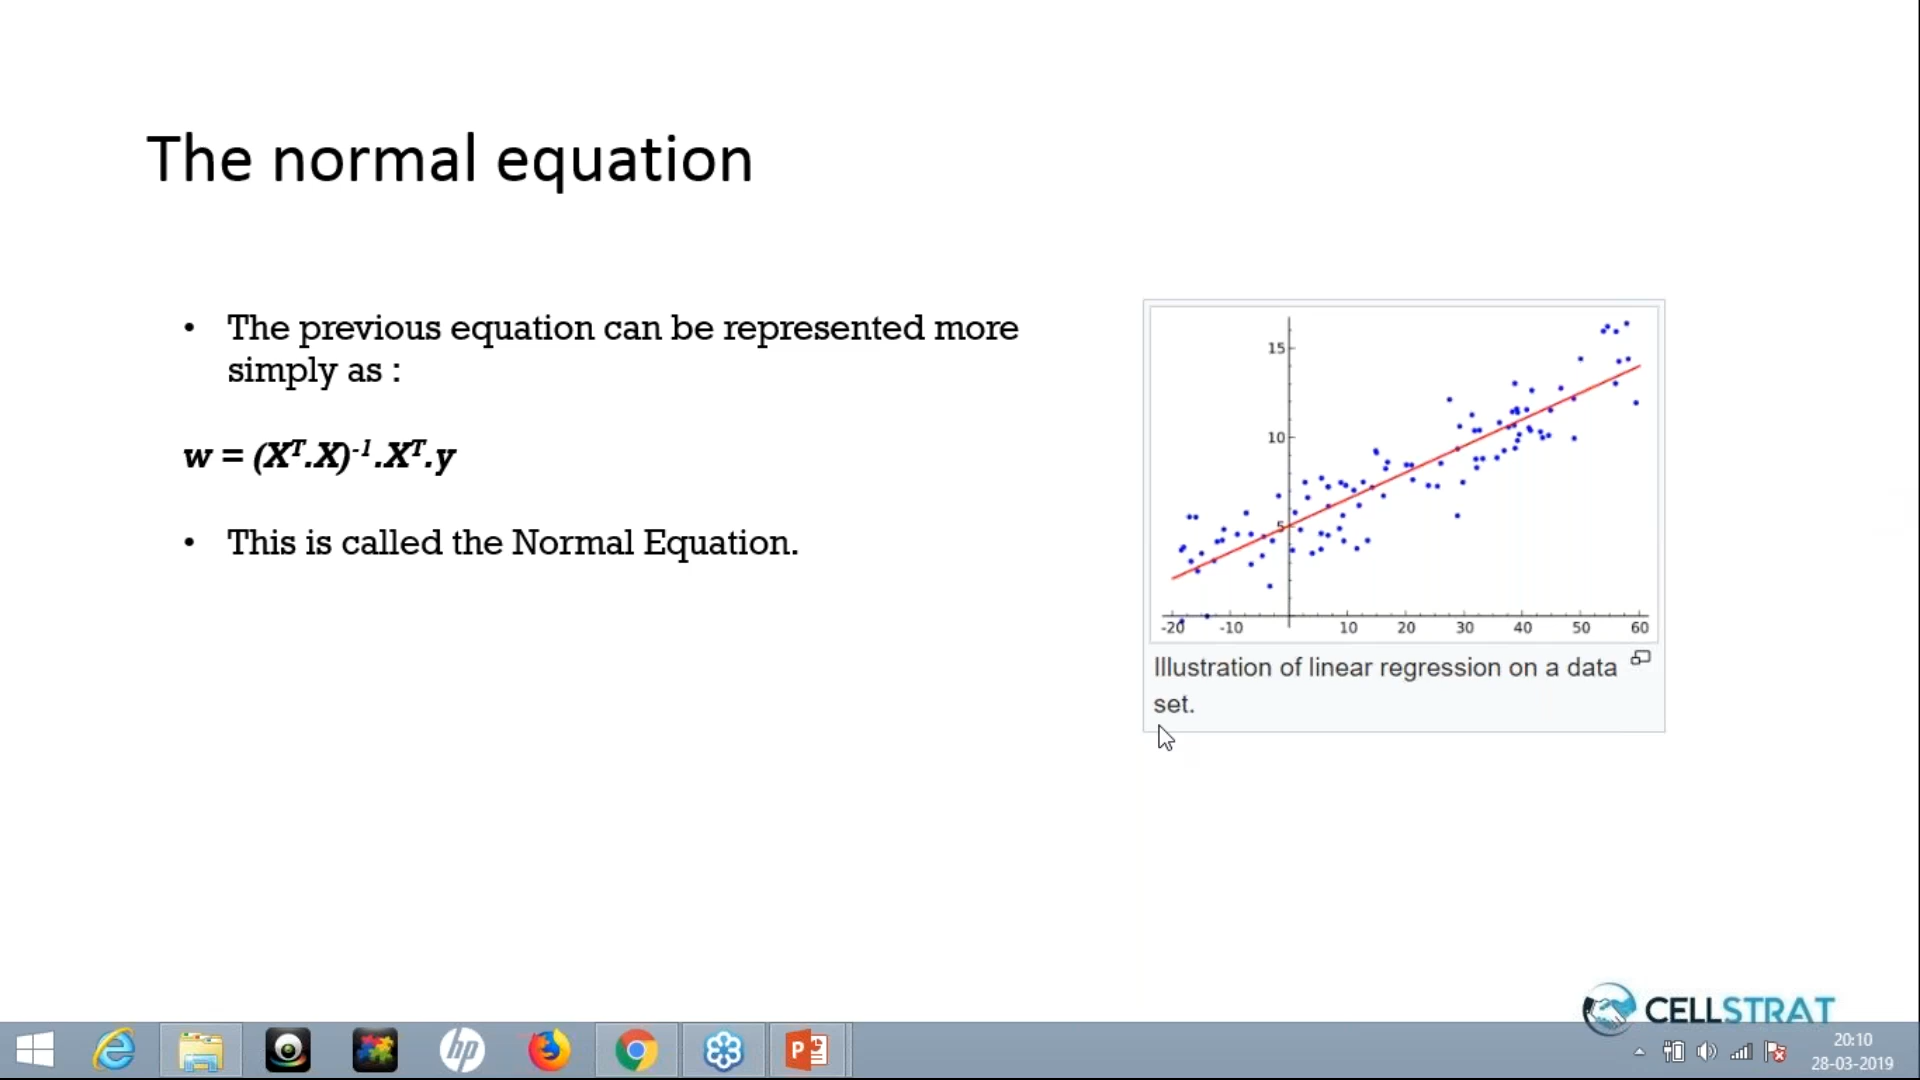 The normal equation
• The previous equation can be represented more
simply as :
w = (Xᵀ.X)⁻¹.Xᵀ.y
• This is called the Normal Equation.
15
10
5
-20 -10 10 20 30 40 50 60
Illustration of linear regression on a data
set.
CELLSTRAT
hp
P
20:10
28-03-2019